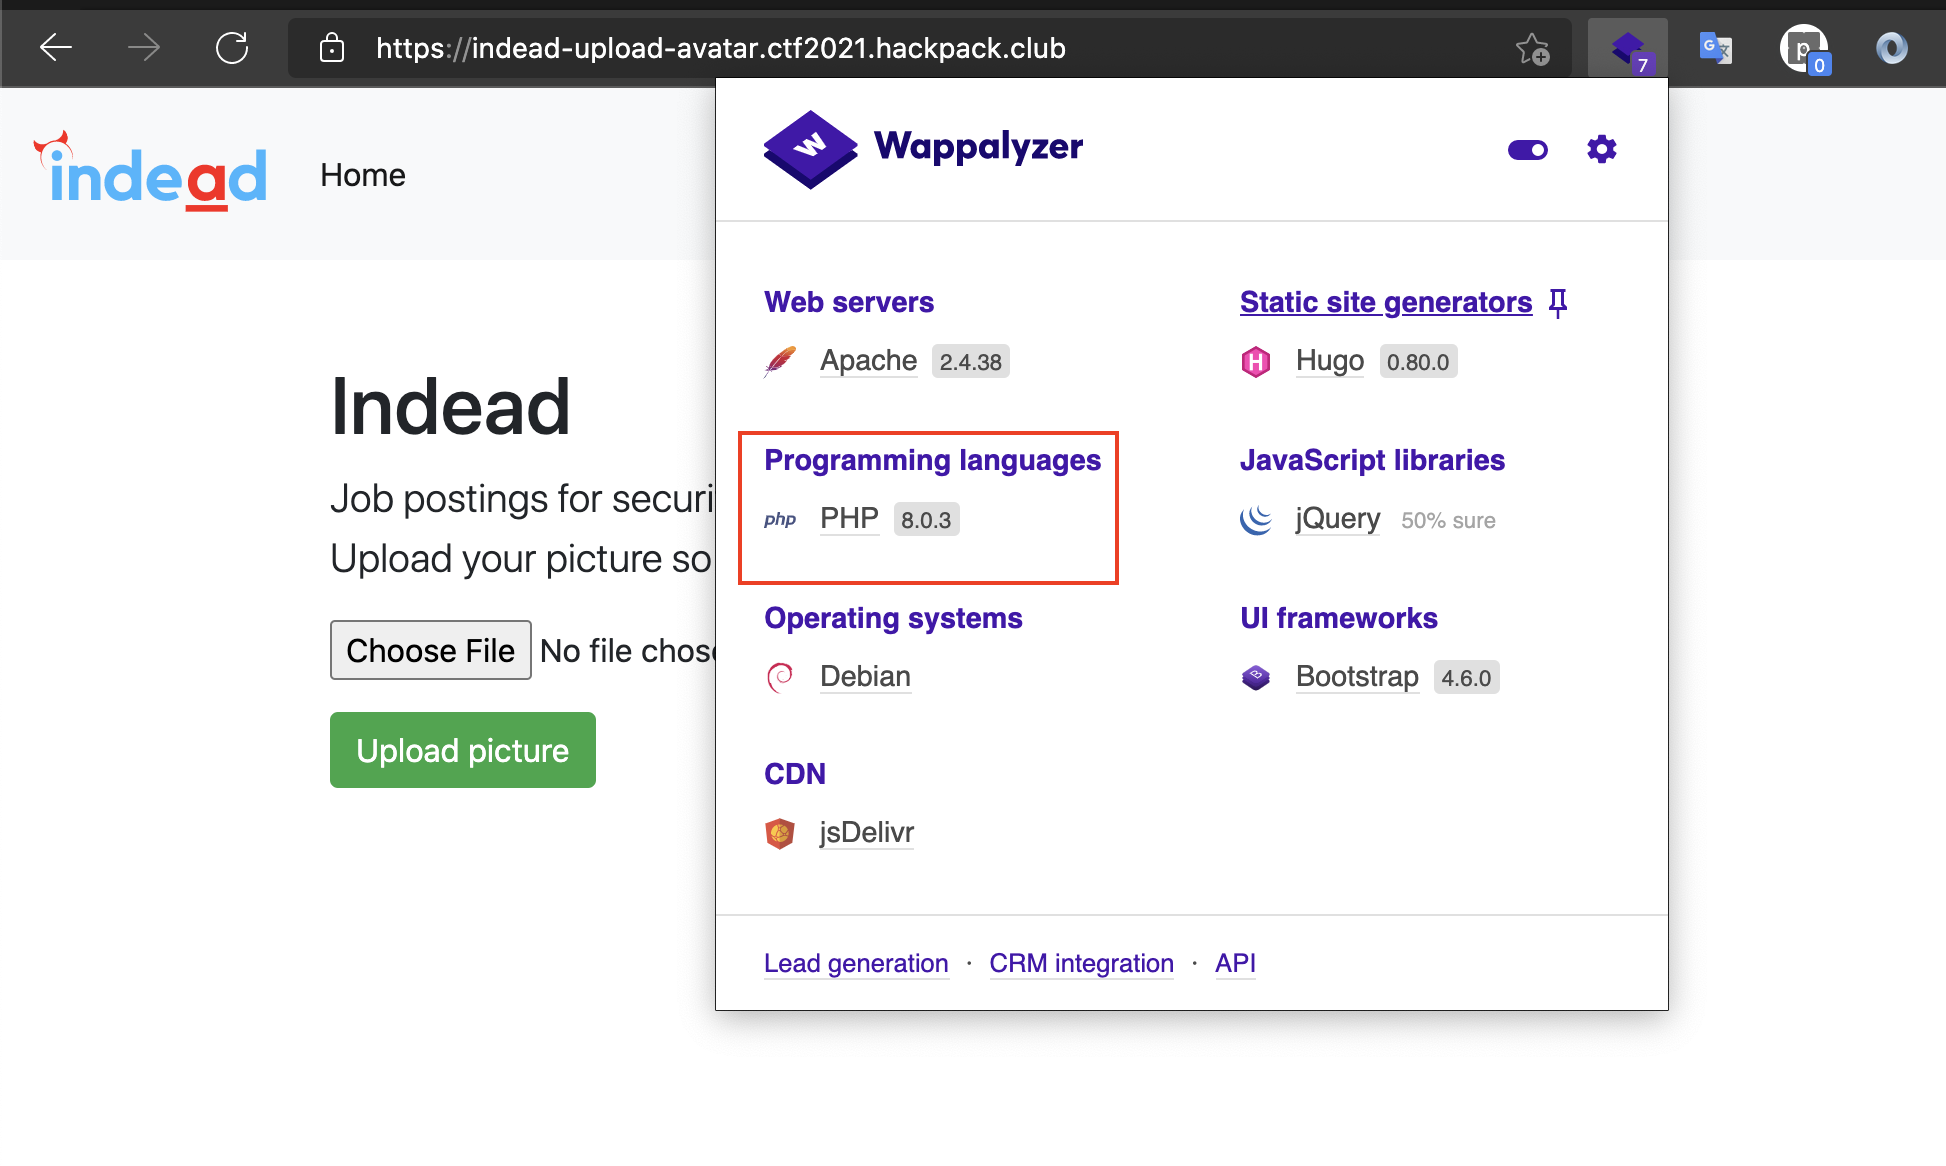 https://indead-upload-avatar.ctf2021.hackpack.club
7
G 文
p
0
indead
Home
Wappalyzer
Indead
Job postings for securi
Upload your picture so
Choose File No file chos
Upload picture
Web servers
Apache 2.4.38
Programming languages
php PHP 8.0.3
Operating systems
Debian
CDN
jsDelivr
Static site generators
H Hugo 0.80.0
JavaScript libraries
jQuery 50% sure
UI frameworks
B Bootstrap 4.6.0
Lead generation · CRM integration · API